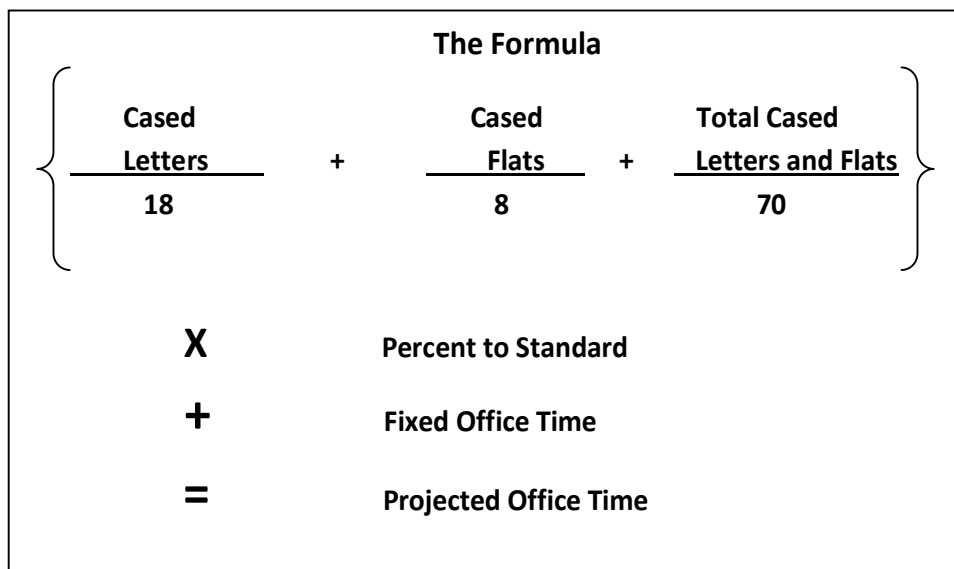 The Formula
Cased Cased Total Cased
Letters + Flats + Letters and Flats
18 8 70
X Percent to Standard
+ Fixed Office Time
= Projected Office Time